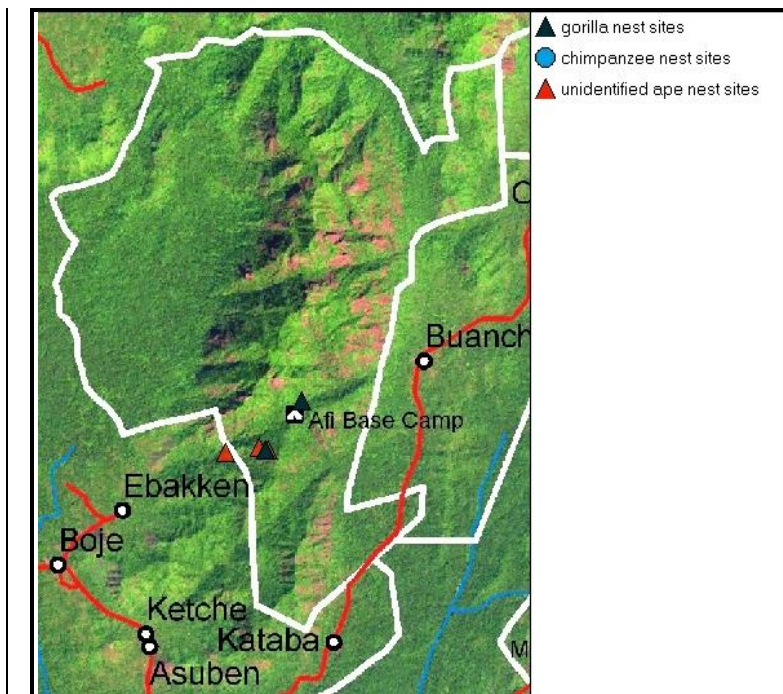 gorilla nest sites
chimpanzee nest sites
unidentified ape nest sites
C
Buanch
Afi Base Camp
Ebakken
Boje
Ketche
Kataba
M
Asuben